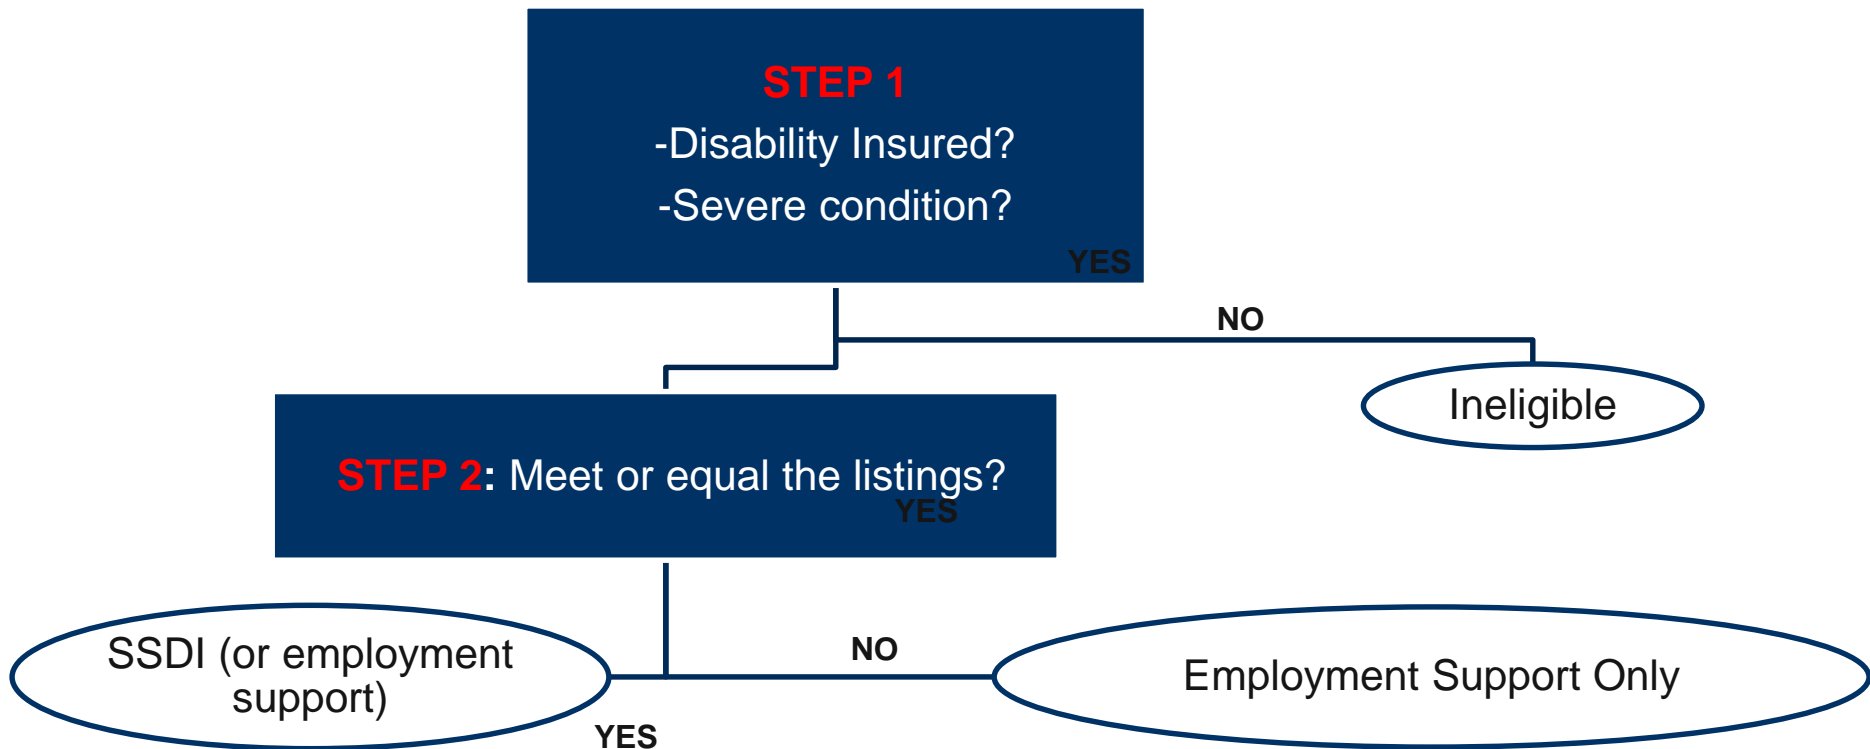 STEP 1
-Disability Insured?
-Severe condition?
YES
NO
Ineligible
STEP 2: Meet or equal the listings?
YES
SSDI (or employment
support)
NO
Employment Support Only
YES